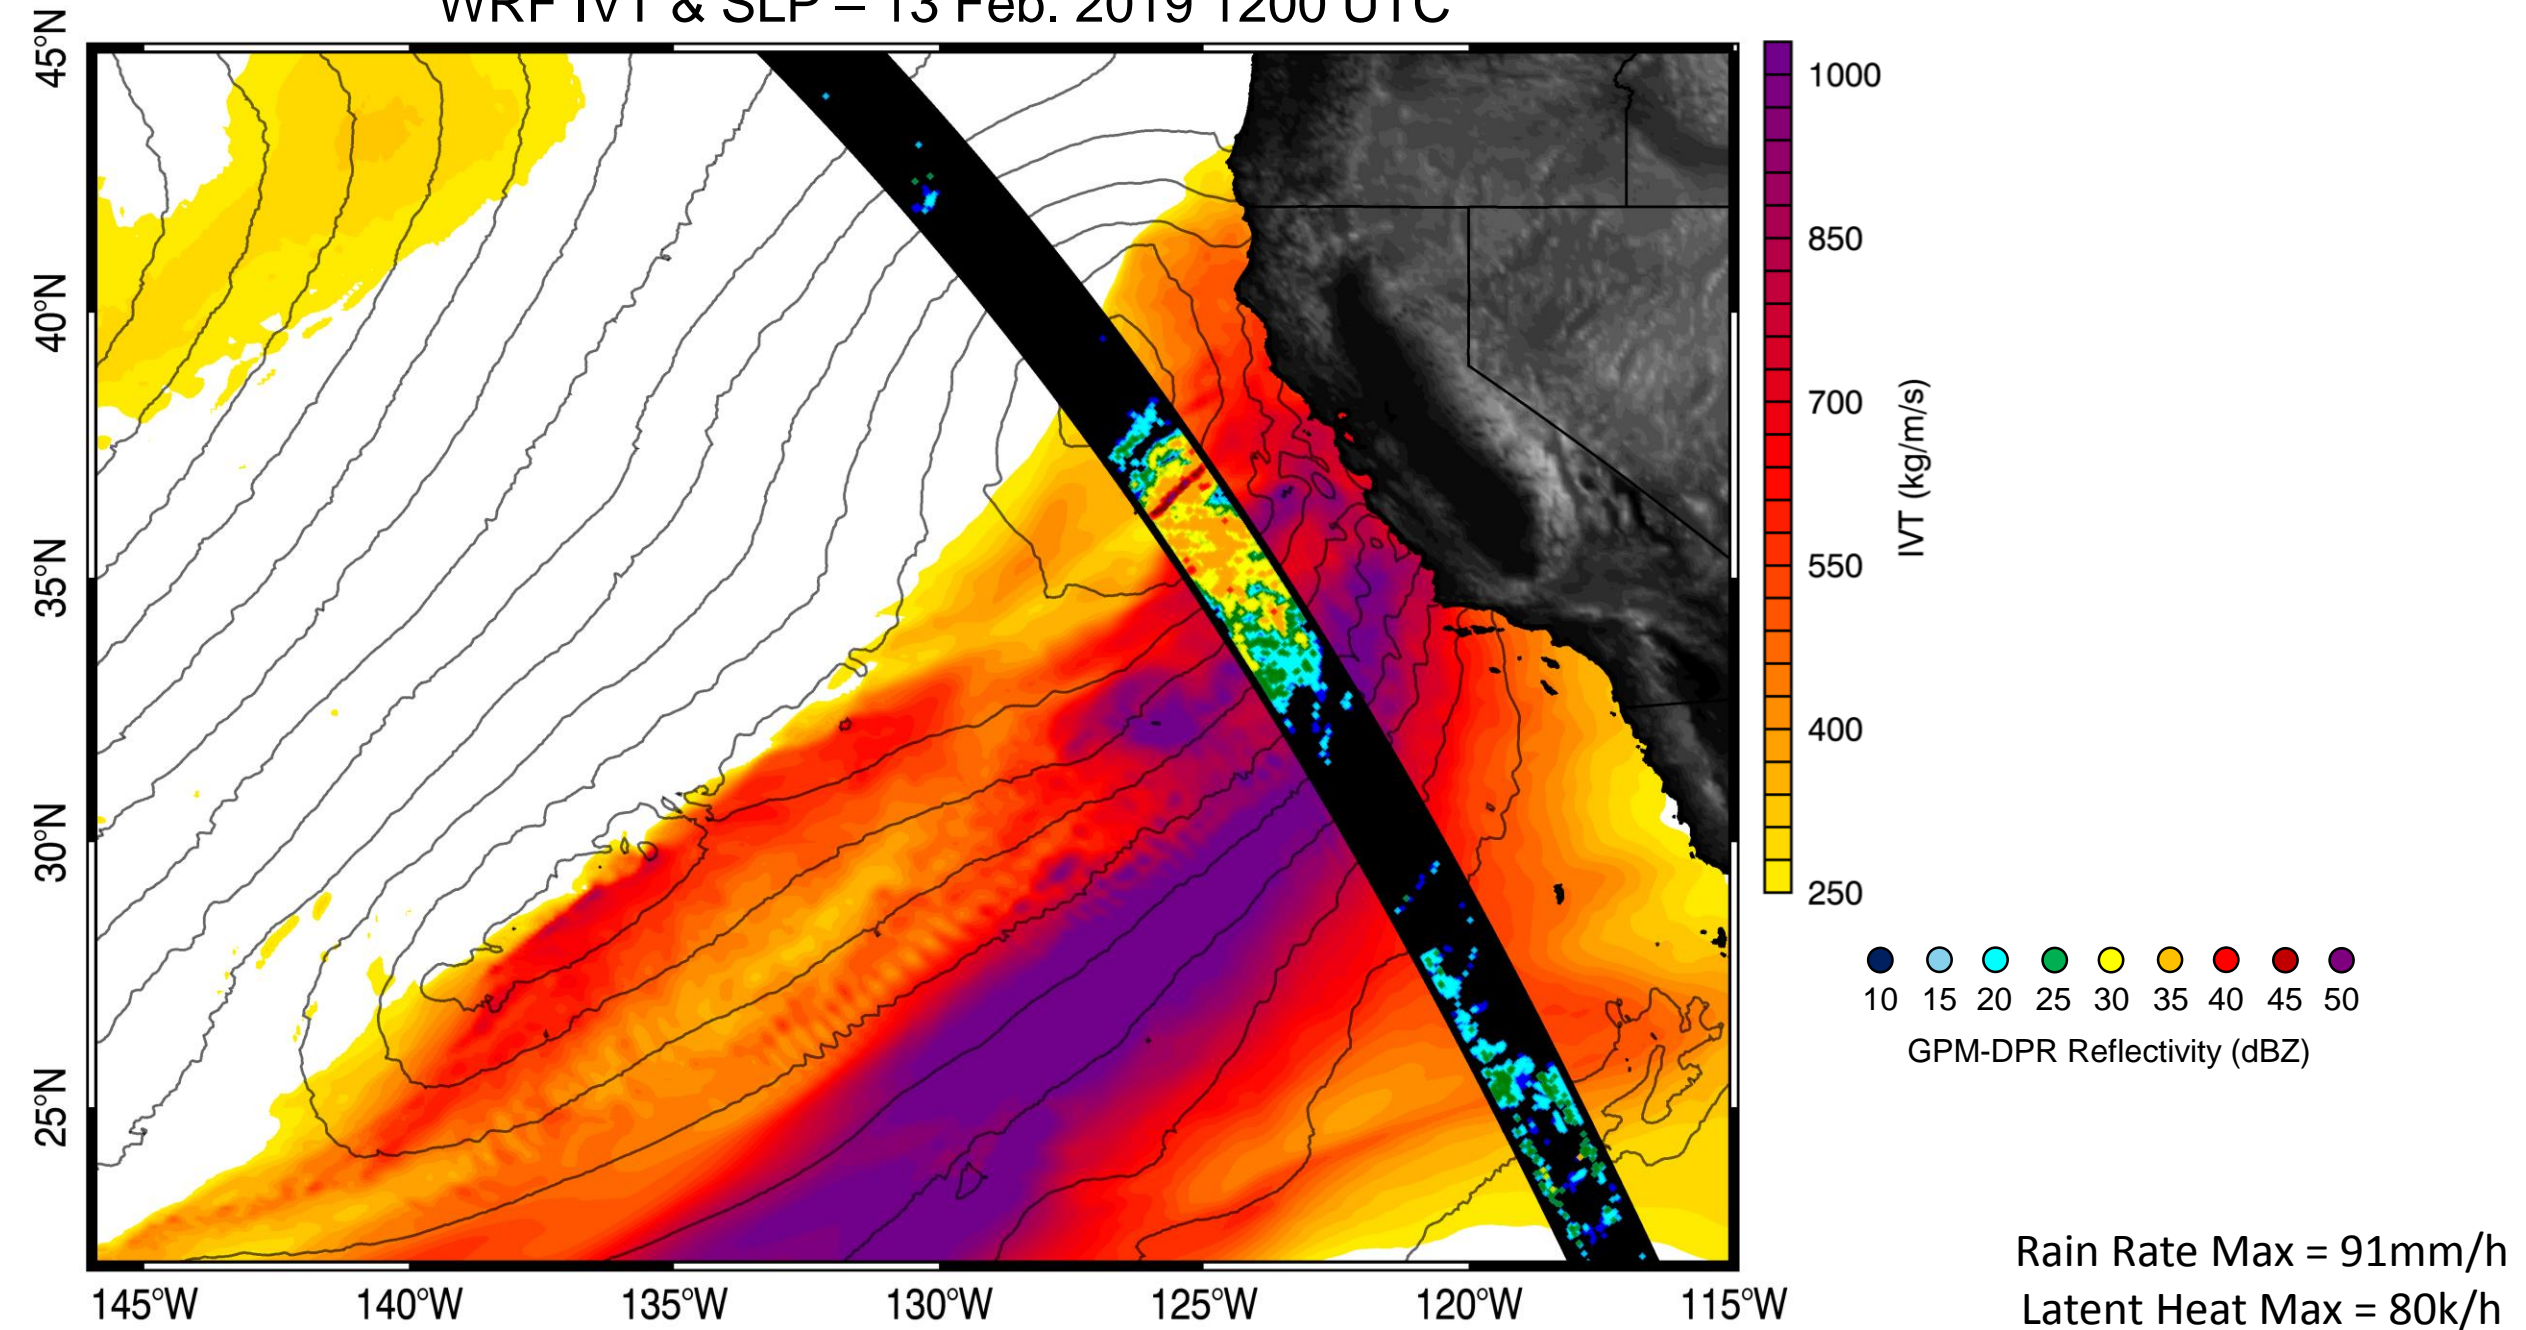 WRF IVT & SLP – 13 Feb. 2019 1200 UTC
45°N
40°N
35°N
30°N
25°N
145°W
140°W
135°W
130°W
125°W
120°W
115°W
1000
850
700
550
400
250
IVT (kg/m/s)
10 15 20 25 30 35 40 45 50
GPM-DPR Reflectivity (dBZ)
Rain Rate Max = 91mm/h
Latent Heat Max = 80k/h